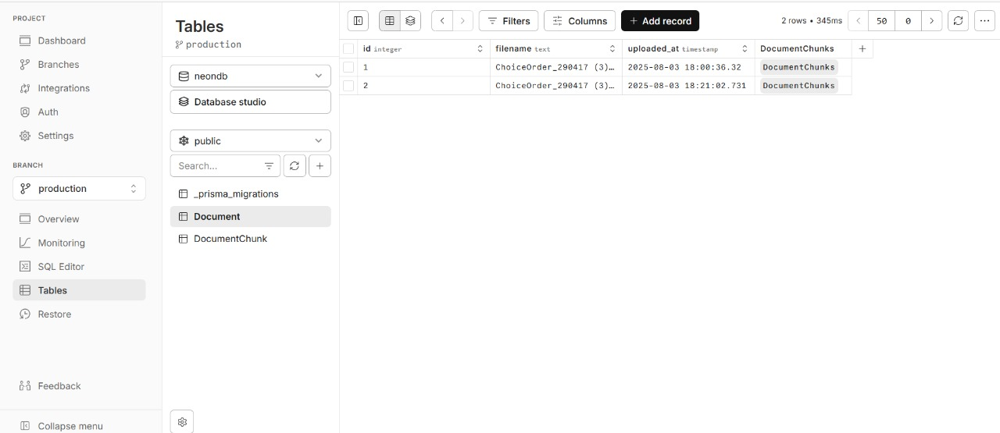 PROJECT
Dashboard
Branches
Integrations
Auth
Settings
BRANCH
production
Overview
Monitoring
SQL Editor
Tables
Restore
Feedback
Collapse menu
Tables
production
neondb
Database studio
public
Search...
_prisma_migrations
Document
DocumentChunk
Filters
Columns
+ Add record
2 rows • 345ms
50
0
id integer filename text uploaded_at timestamp DocumentChunks +
1 ChoiceOrder_290417 (3)… 2025-08-03 18:00:36.32 DocumentChunks
2 ChoiceOrder_290417 (3)… 2025-08-03 18:21:02.731 DocumentChunks